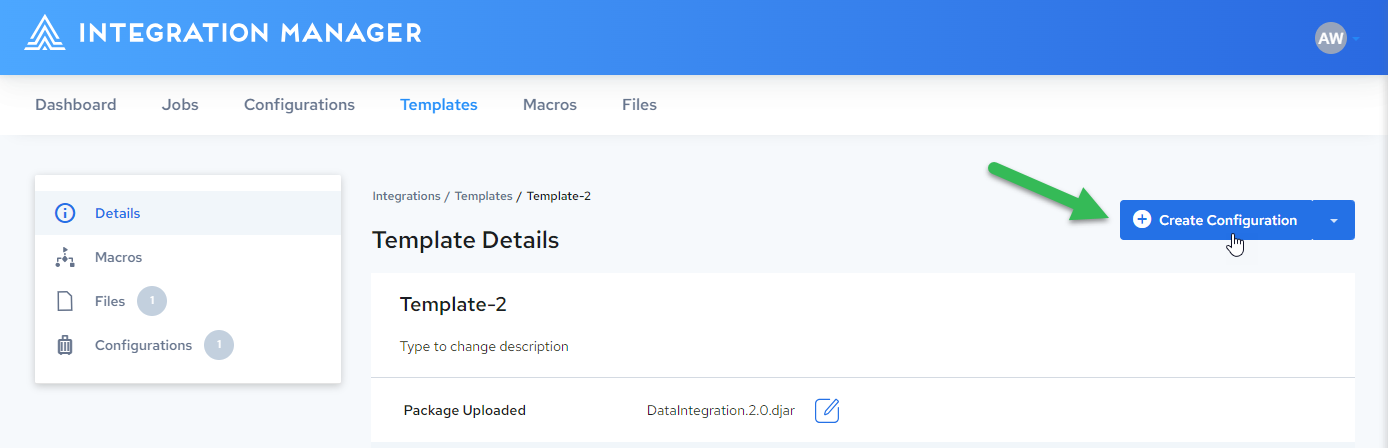 INTEGRATION MANAGER
AW
Dashboard Jobs Configurations Templates Macros Files
Details
Macros
Files 1
Configurations 1
Integrations / Templates / Template-2
Template Details
Create Configuration
Template-2
Type to change description
Package Uploaded DataIntegration.2.0.djar